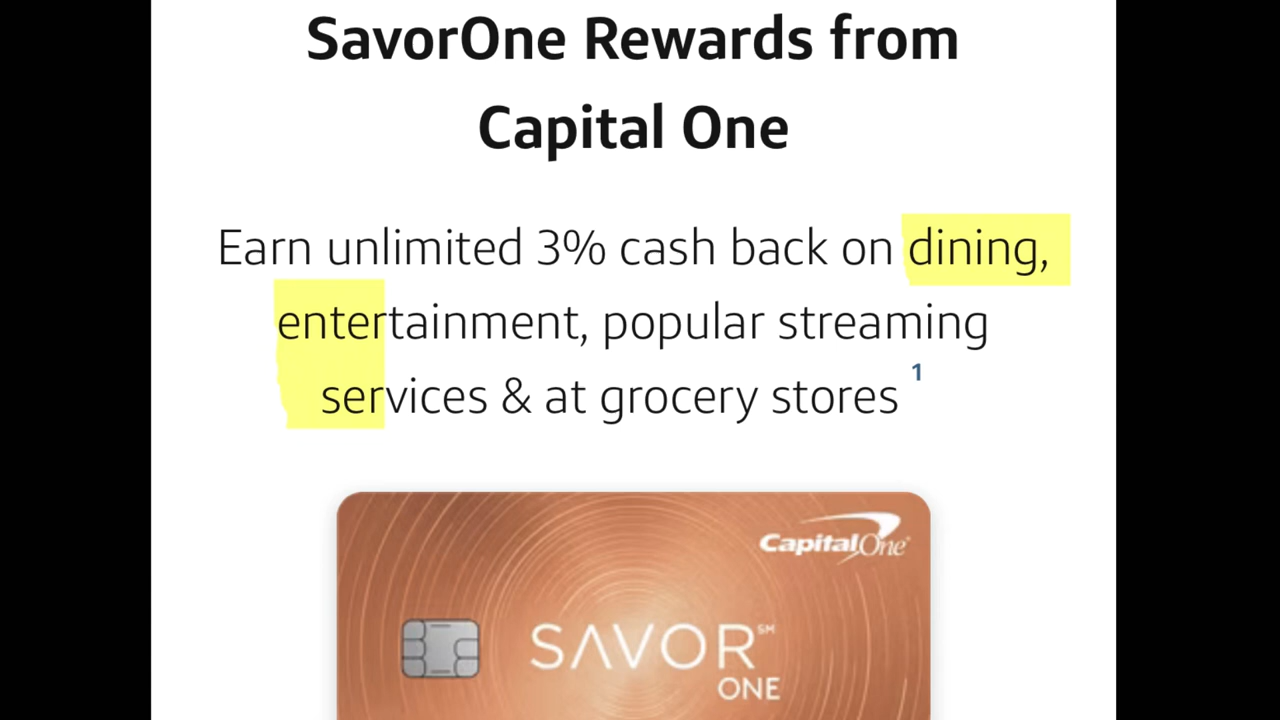 SavorOne Rewards from
Capital One
Earn unlimited 3% cash back on dining,
entertainment, popular streaming
services & at grocery stores 1
Capital One
SAVOR SM
ONE